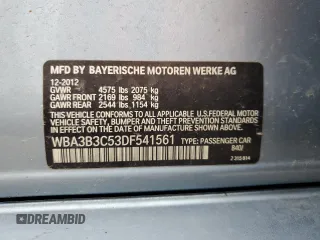 MFD BY BAYERISCHE MOTOREN WERKE AG
12-2012
GVWR 4575 lbs 2075 kg
GAWR FRONT 2169 lbs 984 kg
GAWR REAR 2544 lbs 1154 kg
THIS VEHICLE CONFORMS TO ALL APPLICABLE U.S. FEDERAL MOTOR
VEHICLE SAFETY, BUMPER, AND THEFT PREVENTION STANDARDS
IN EFFECT ON THE DATE OF MANUFACTURE SHOWN ABOVE.
WBA3B3C53DF541561 TYPE: PASSENGER CAR
DREAMBID